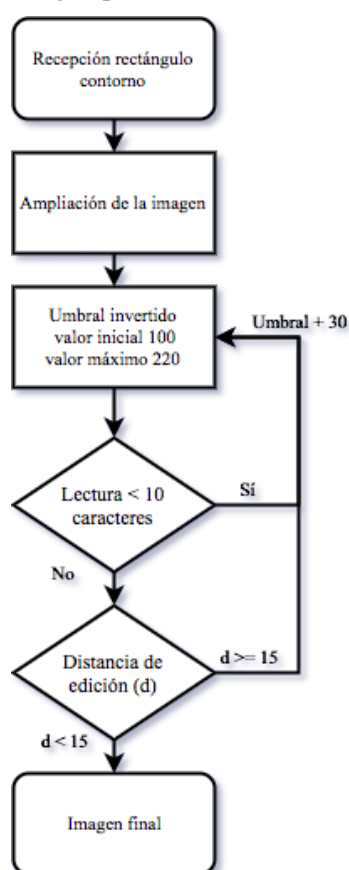 Recepción rectángulo
contorno
Ampliación de la imagen
Umbral invertido
valor inicial 100
valor máximo 220
Umbral + 30
Lectura < 10
caracteres
Sí
No
Distancia de
edición (d)
d >= 15
d < 15
Imagen final